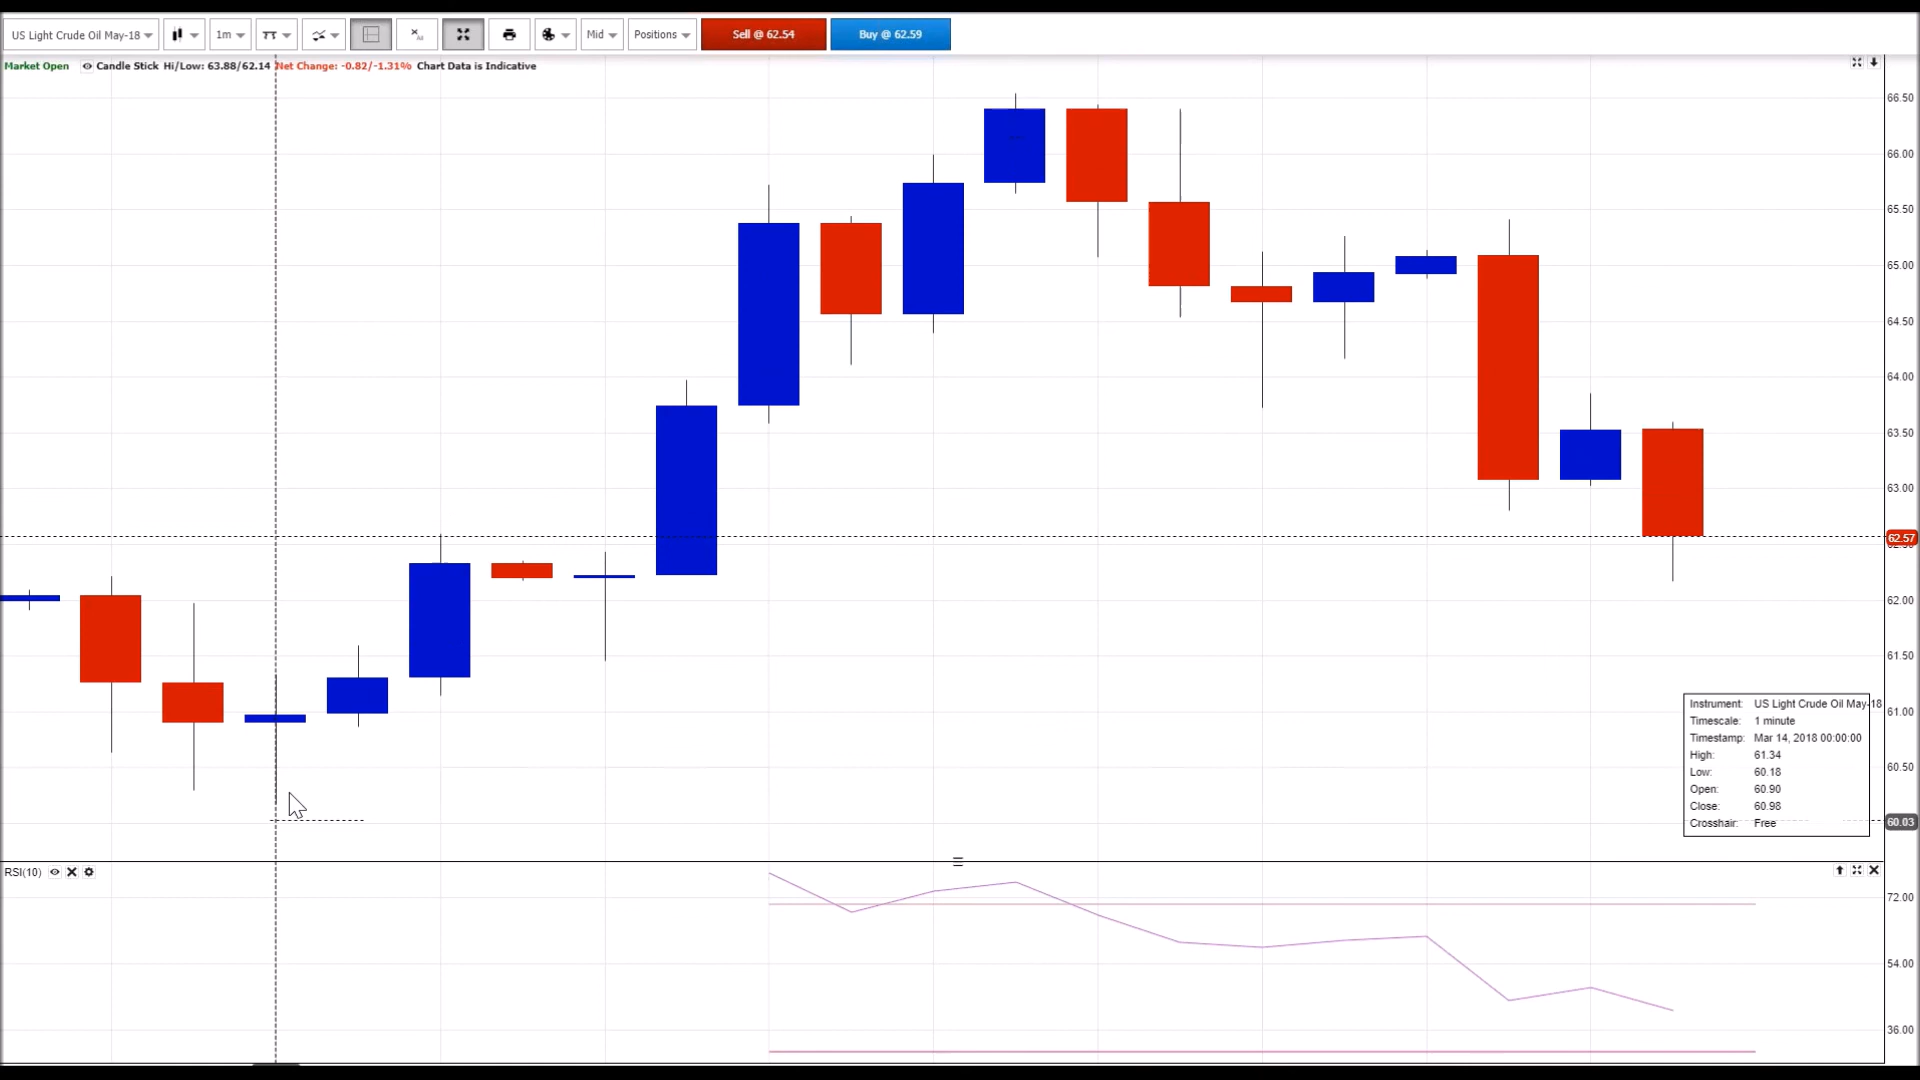 US Light Crude Oil May-18 1m Mid Positions Sell @ 62.54 Buy @ 62.59
Market Open Candle Stick Hi/Low: 63.88/62.14 Net Change: -0.82/-1.31% Chart Data is Indicative
66.50
66.00
65.50
65.00
64.50
64.00
63.50
63.00
62.57
62.00
61.50
61.00
60.50
60.03
Instrument: US Light Crude Oil May-18
Timescale: 1 minute
Timestamp: Mar 14, 2018 00:00:00
High: 61.34
Low: 60.18
Open: 60.90
Close: 60.98
Crosshair: Free
RSI(10)
72.00
54.00
36.00